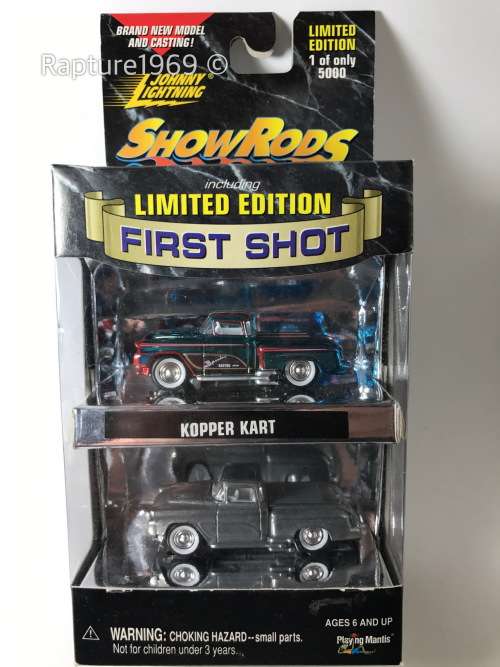 BRAND NEW MODEL
AND CASTING!
LIMITED
EDITION
1 of only
5000
Rapture1969 ©
JOHNNY
LIGHTNING
SHOWRODS
including
LIMITED EDITION
FIRST SHOT
KOPPER KART
AGES 6 AND UP
WARNING: CHOKING HAZARD--small parts.
Not for children under 3 years.
Playing Mantis